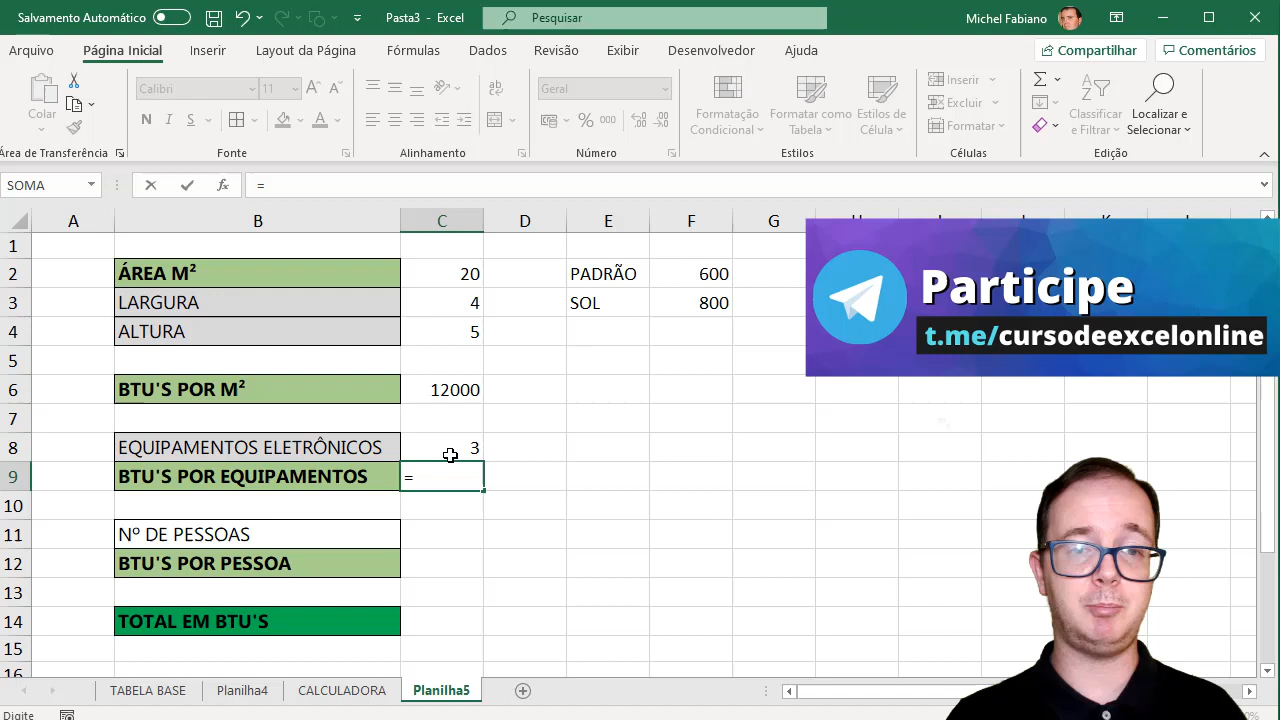 Salvamento Automático
Pasta3 - Excel
Pesquisar
Michel Fabiano
Arquivo
Página Inicial
Inserir
Layout da Página
Fórmulas
Dados
Revisão
Exibir
Desenvolvedor
Ajuda
Compartilhar
Comentários
Colar
Calibri
11
N I S
A
Geral
% 000
Formatação Condicional
Formatar como Tabela
Estilos de Célula
Inserir
Excluir
Formatar
Classificar e Filtrar
Localizar e Selecionar
Área de Transferência
Fonte
Alinhamento
Número
Estilos
Células
Edição
SOMA
fx
=
A B C D E F G
1
2 ÁREA M² 20 PADRÃO 600
3 LARGURA 4 SOL 800
4 ALTURA 5
5
6 BTU'S POR M² 12000
7
8 EQUIPAMENTOS ELETRÔNICOS 3
9 BTU'S POR EQUIPAMENTOS =
10
11 Nº DE PESSOAS
12 BTU'S POR PESSOA
13
14 TOTAL EM BTU'S
15
16
Participe
t.me/cursodeexcelonline
TABELA BASE
Planilha4
CALCULADORA
Planilha5
Digite